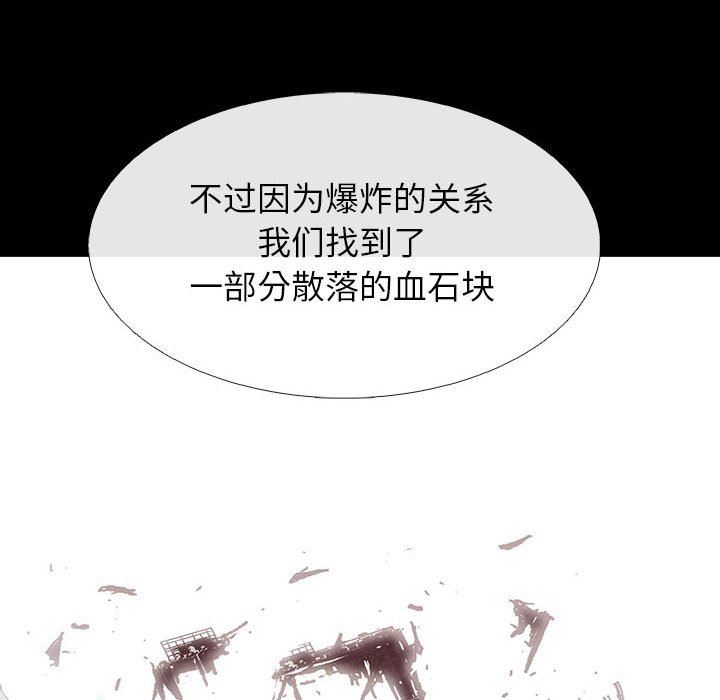 不过因为爆炸的关系
我们找到了
一部分散落的血石块